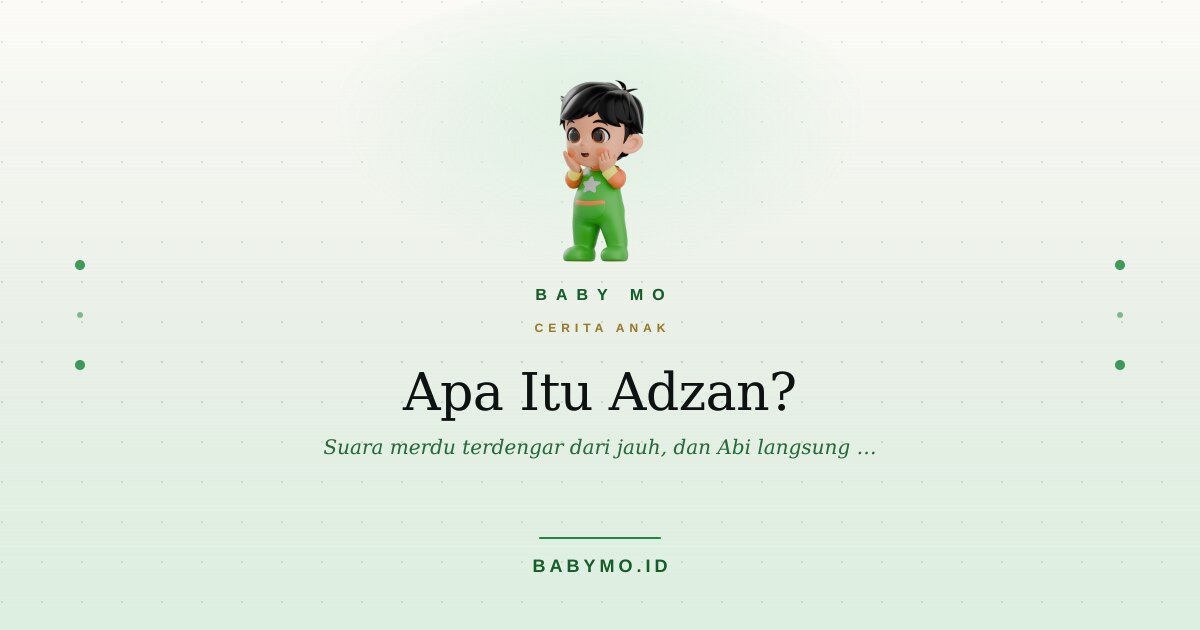 BABY MO
CERITA ANAK
Apa Itu Adzan?
Suara merdu terdengar dari jauh, dan Abi langsung ...
BABYMO.ID